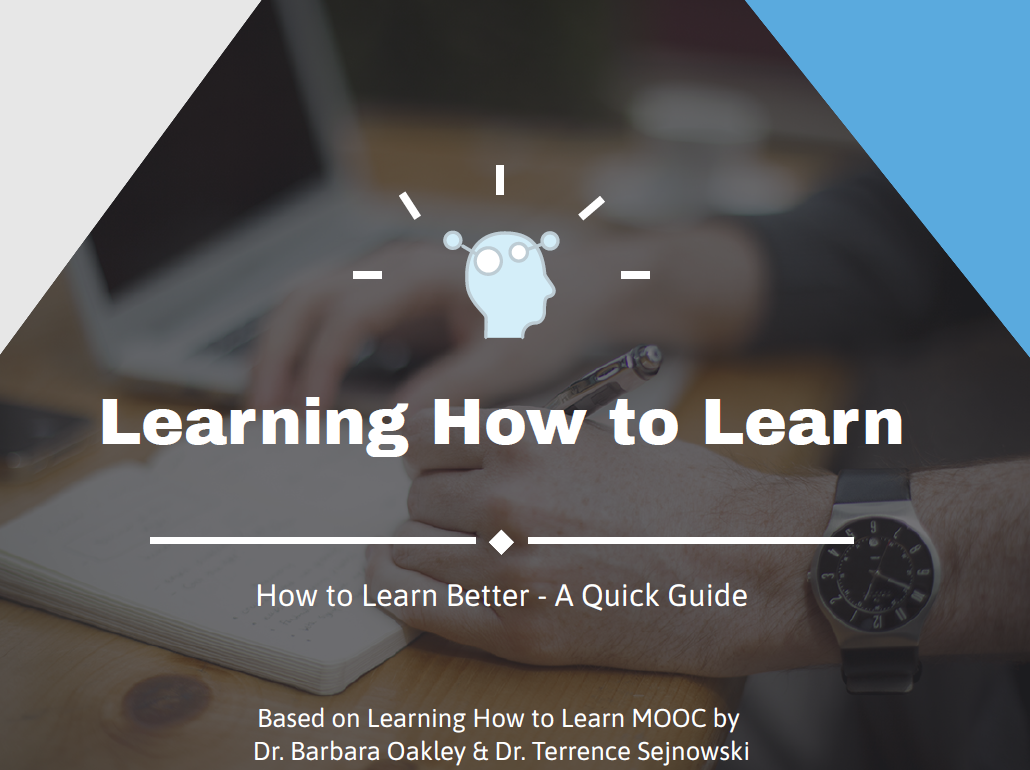 Learning How to Learn
How to Learn Better - A Quick Guide
Based on Learning How to Learn MOOC by
Dr. Barbara Oakley & Dr. Terrence Sejnowski